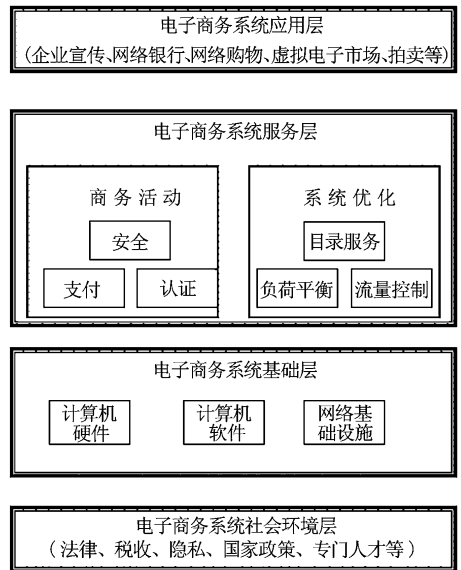 电子商务系统应用层
(企业宣传、网络银行、网络购物、虚拟电子市场、拍卖等)
电子商务系统服务层
商务活动
安全
支付
认证
系统优化
目录服务
负荷平衡
流量控制
电子商务系统基础层
计算机
硬件
计算机
软件
网络基
础设施
电子商务系统社会环境层
(法律、税收、隐私、国家政策、专门人才等)